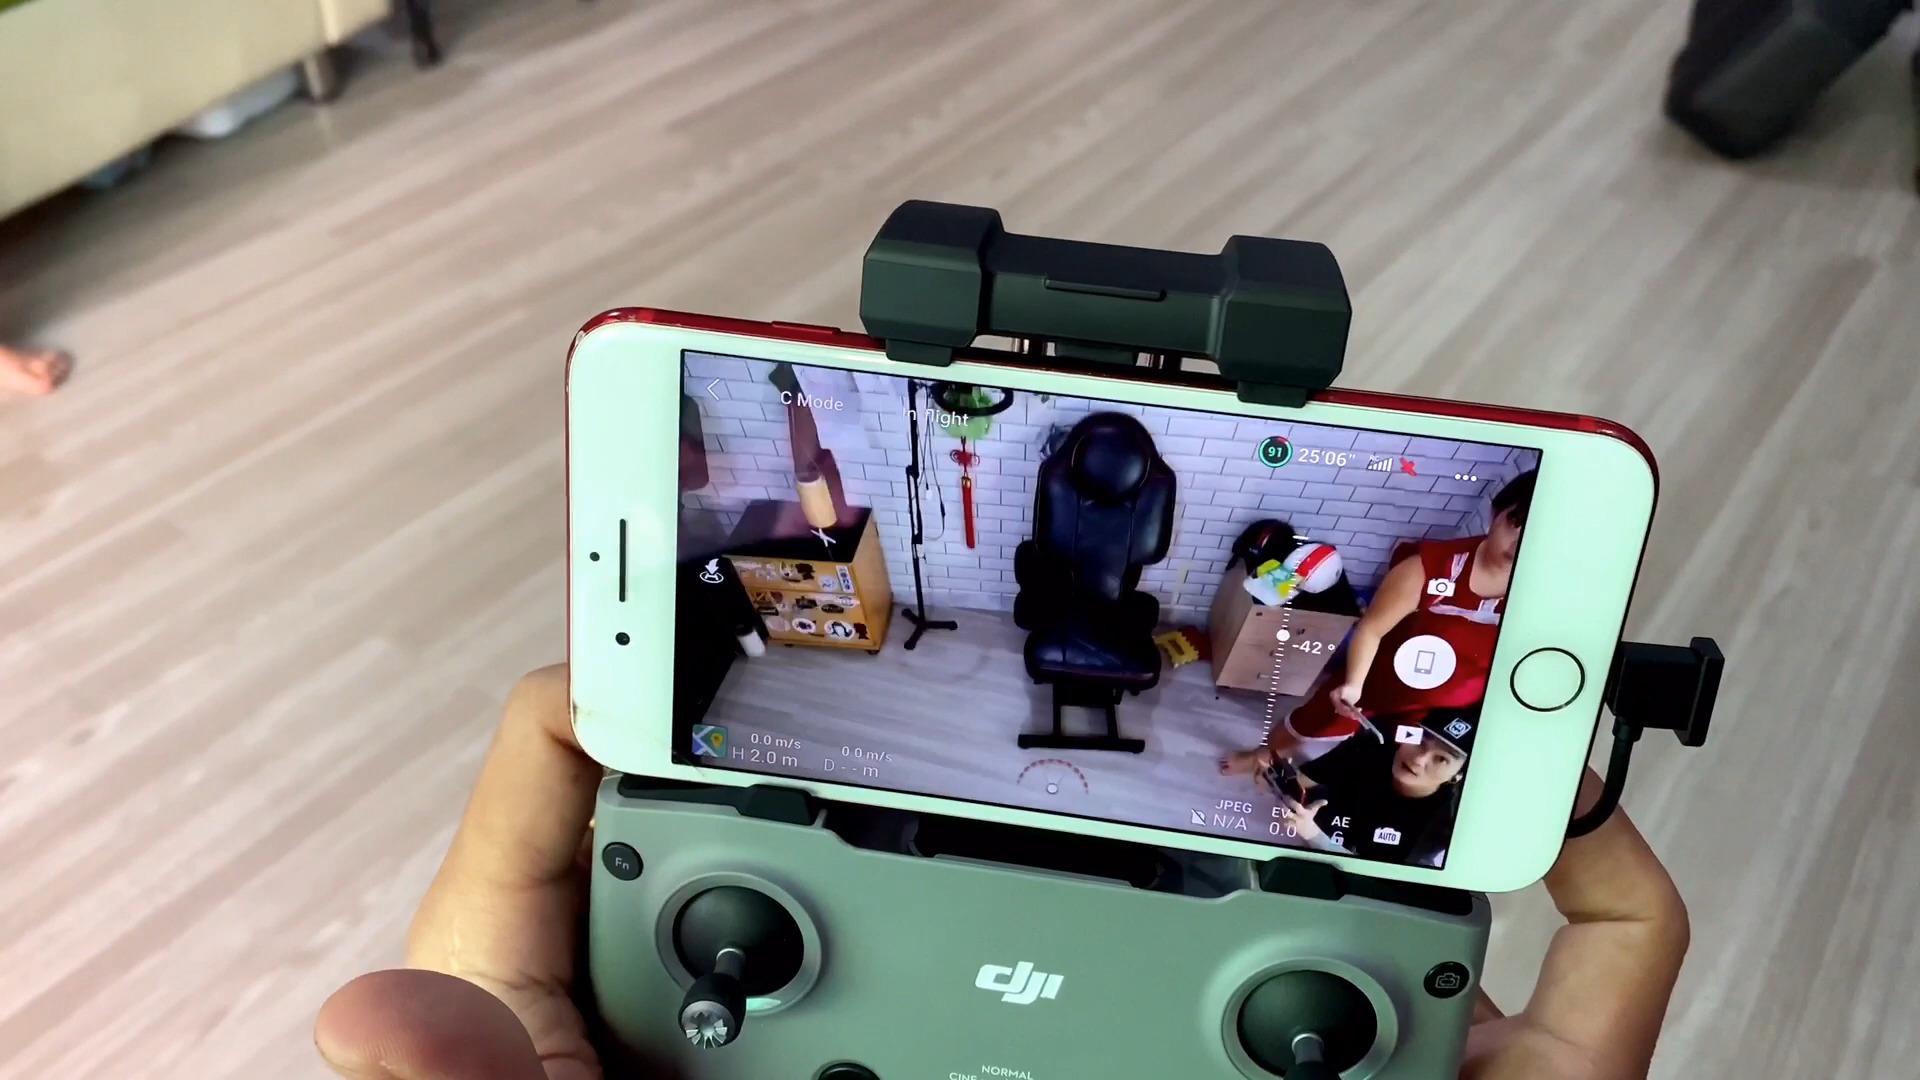 C Mode
In flight
91 25'06" RC
-42°
0.0 m/s 0.0 m/s
H 2.0 m D -- m
JPEG EV AE
N/A 0.0
AUTO
Fn
dji
NORMAL